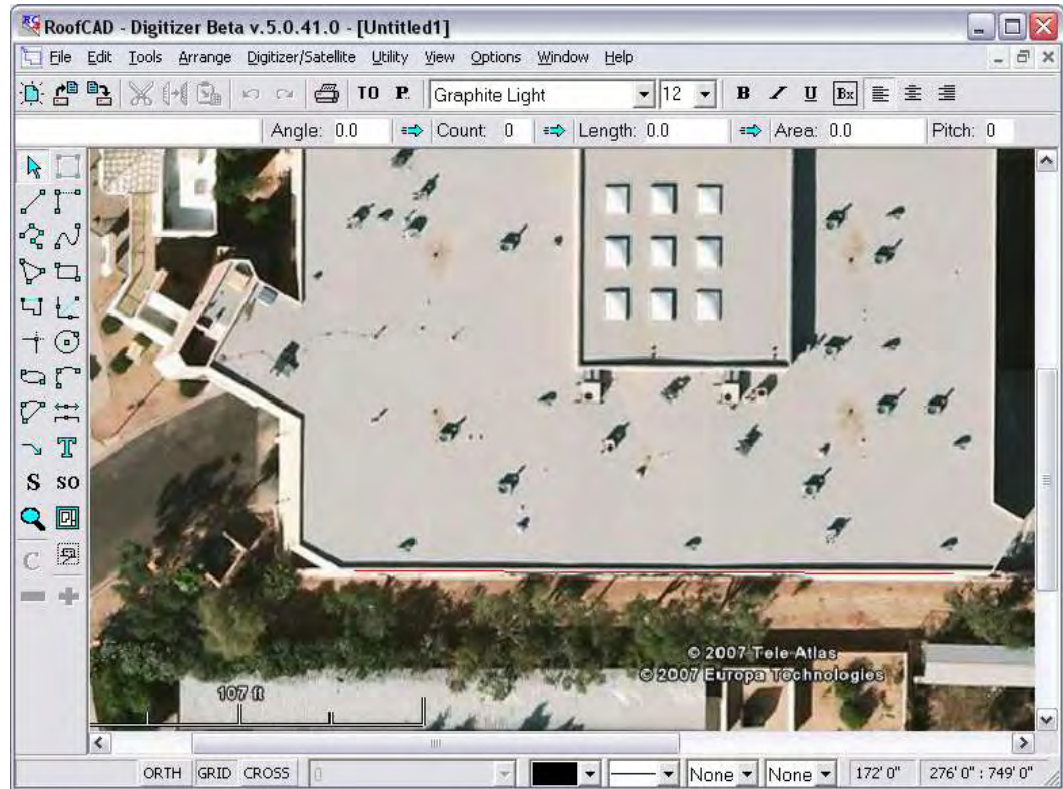 RoofCAD - Digitizer Beta v.5.0.41.0 - [Untitled1]
File Edit Tools Arrange Digitizer/Satellite Utility View Options Window Help
TO P. Graphite Light 12 B I U Bx
Angle: 0.0 Count: 0 Length: 0.0 Area: 0.0 Pitch: 0
T
S SO
C
© 2007 Tele Atlas
© 2007 Europa Technologies
107 ft
ORTH GRID CROSS 0 None None 172' 0" 276' 0" : 749' 0"